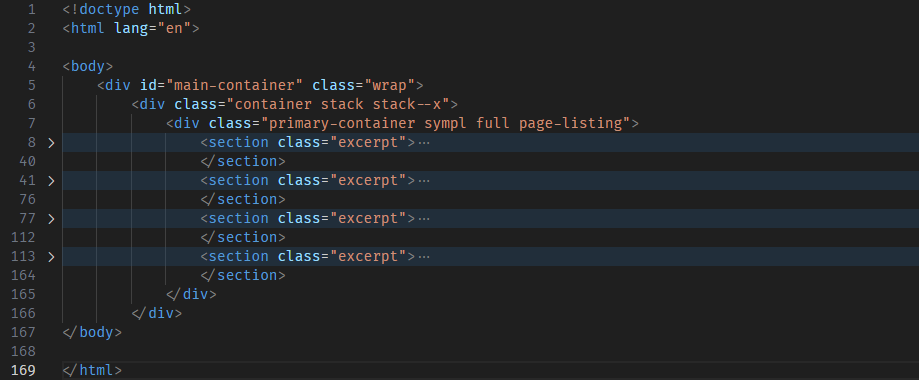 1 <!doctype html>
2 <html lang="en">
3
4 <body>
5 <div id="main-container" class="wrap">
6 <div class="container stack stack--x">
7 <div class="primary-container sympl full page-listing">
8 <section class="excerpt">···
40 </section>
41 <section class="excerpt">···
76 </section>
77 <section class="excerpt">···
112 </section>
113 <section class="excerpt">···
164 </section>
165 </div>
166 </div>
167 </body>
168
169 </html>